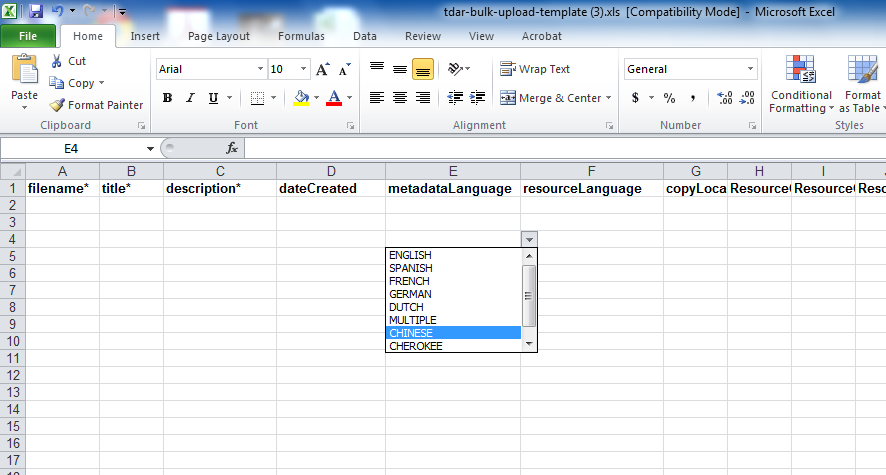 tdar-bulk-upload-template (3).xls [Compatibility Mode] - Microsoft Excel
File Home Insert Page Layout Formulas Data Review View Acrobat
Paste
Cut
Copy
Format Painter
Clipboard
Arial 10 A A
B I U A
Font
Wrap Text
Merge & Center
Alignment
General
$ % , .00 .0
Number
Conditional Formatting
Format as Table
Styles
E4 fx
A B C D E F G H I
1 filename* title* description* dateCreated metadataLanguage resourceLanguage copyLoca ResourceC ResourceC Reso
2
3
4
5 ENGLISH
SPANISH
6 FRENCH
7 GERMAN
8 DUTCH
9 MULTIPLE
CHINESE
10 CHEROKEE
11
12
13
14
15
16
17